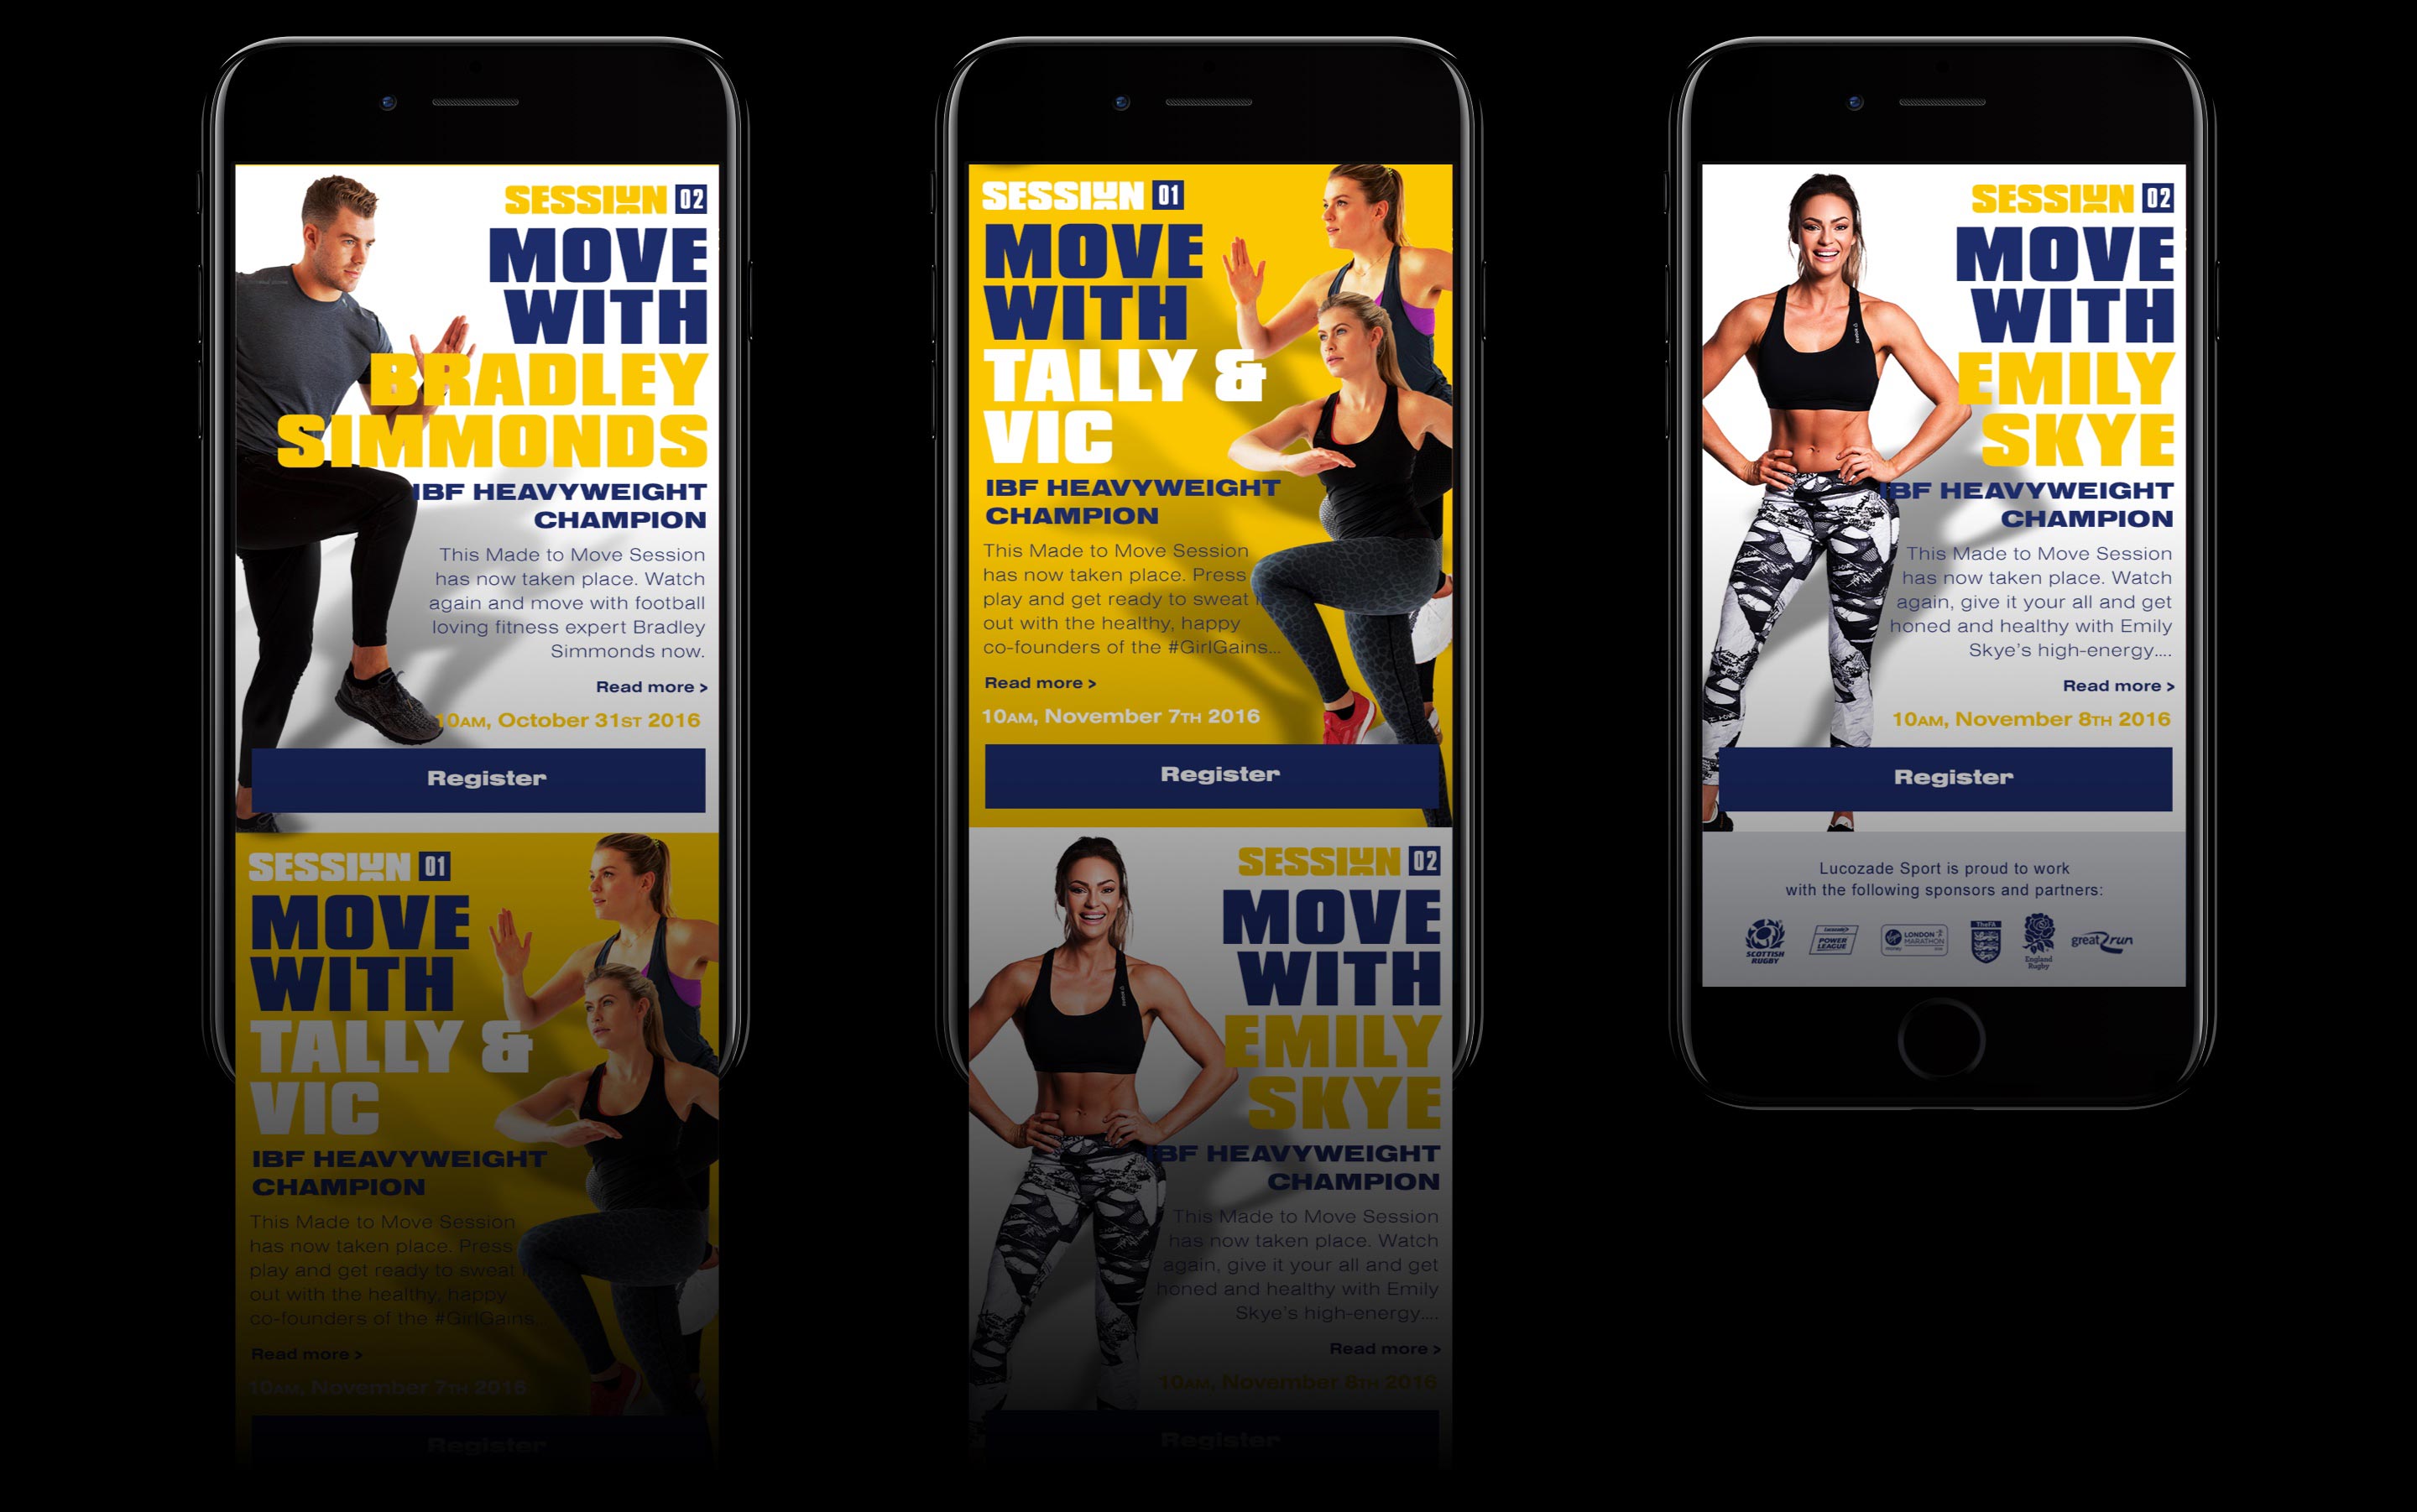 SESSION 02
MOVE
WITH
BRADLEY
SIMMONDS
IBF HEAVYWEIGHT
CHAMPION
This Made to Move Session
has now taken place. Watch
again and move with football
loving fitness expert Bradley
Simmonds now.
Read more >
10AM, October 31ST 2016
Register
SESSION 01
MOVE
WITH
TALLY &
VIC
IBF HEAVYWEIGHT
CHAMPION
This Made to Move Session
has now taken place. Press
play and get ready to sweat
out with the healthy, happy
co-founders of the #GirlGains...
Read more >
10AM, November 7TH 2016
Register
SESSION 01
MOVE
WITH
TALLY &
VIC
IBF HEAVYWEIGHT
CHAMPION
This Made to Move Session
has now taken place. Press
play and get ready to sweat
out with the healthy, happy
co-founders of the #GirlGains...
Read more >
10AM, November 7TH 2016
Register
SESSION 02
MOVE
WITH
EMILY
SKYE
IBF HEAVYWEIGHT
CHAMPION
This Made to Move Session
has now taken place. Watch
again, give it your all and get
honed and healthy with Emily
Skye's high-energy....
Read more >
10AM, November 8TH 2016
Register
SESSION 02
MOVE
WITH
EMILY
SKYE
IBF HEAVYWEIGHT
CHAMPION
This Made to Move Session
has now taken place. Watch
again, give it your all and get
honed and healthy with Emily
Skye's high-energy....
Read more >
10AM, November 8TH 2016
Register
Lucozade Sport is proud to work
with the following sponsors and partners:
SCOTTISH
RUGBY
POWER
LEAGUE
LONDON
MARATHON
money
TheFA
England
Rugby
great run